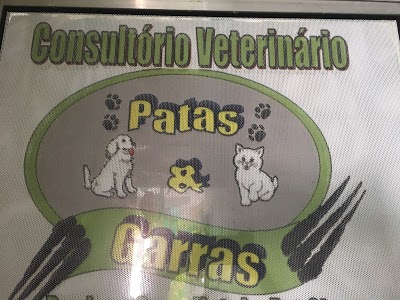 Consultório Veterinário
Patas
&
Garras